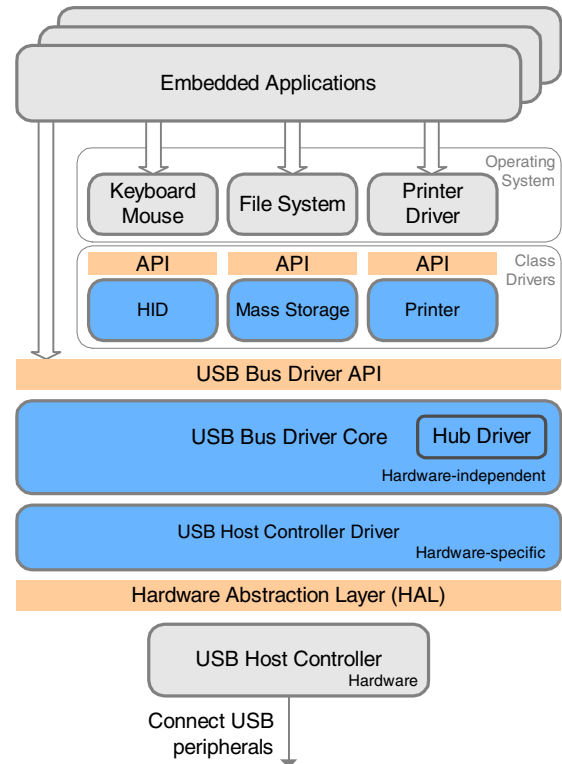 Embedded Applications
Operating
System
Keyboard
Mouse
File System
Printer
Driver
API
API
API
Class
Drivers
HID
Mass Storage
Printer
USB Bus Driver API
USB Bus Driver Core
Hub Driver
Hardware-independent
USB Host Controller Driver
Hardware-specific
Hardware Abstraction Layer (HAL)
USB Host Controller
Hardware
Connect USB
peripherals